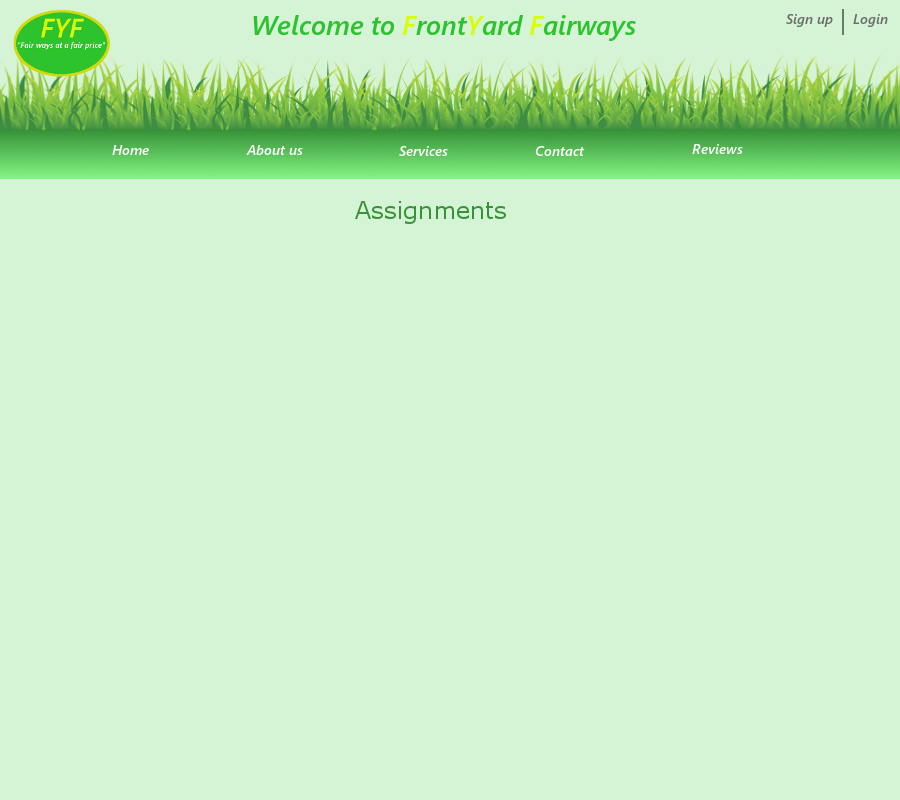 FYF
"Fair ways at a fair price"
Welcome to FrontYard Fairways
Sign up
Login
Home
About us
Services
Contact
Reviews
Assignments